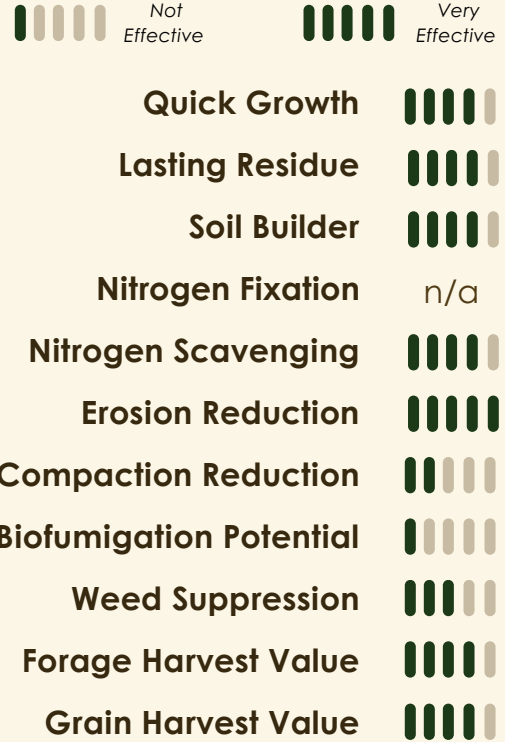 Not
Effective
Very
Effective
Quick Growth
Lasting Residue
Soil Builder
Nitrogen Fixation n/a
Nitrogen Scavenging
Erosion Reduction
Compaction Reduction
Biofumigation Potential
Weed Suppression
Forage Harvest Value
Grain Harvest Value